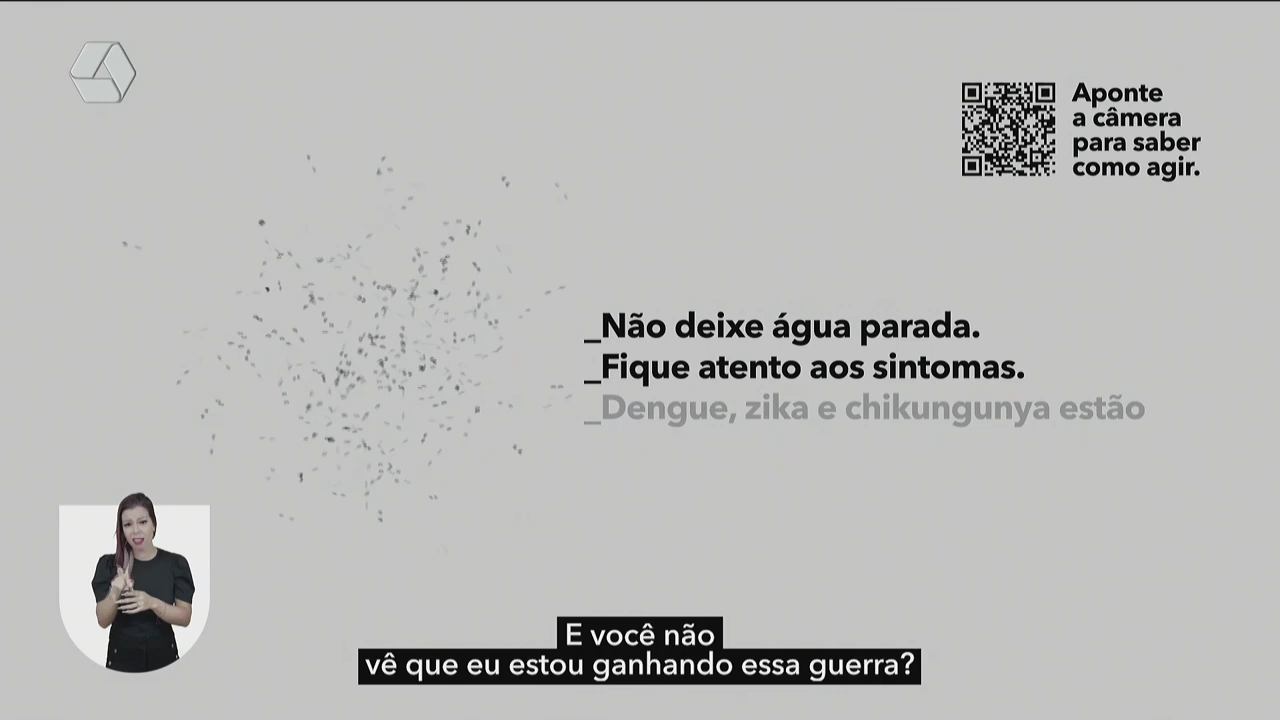 Aponte
a câmera
para saber
como agir.
_Não deixe água parada.
_Fique atento aos sintomas.
_Dengue, zika e chikungunya estão
E você não
vê que eu estou ganhando essa guerra?